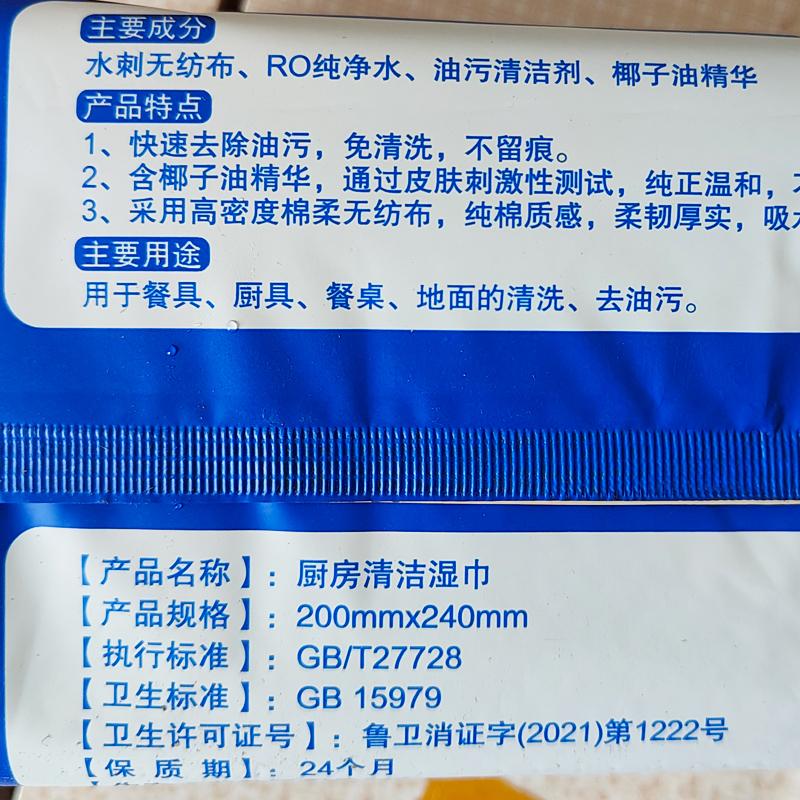 主要成分
水刺无纺布、RO纯净水、油污清洁剂、椰子油精华
产品特点
1、快速去除油污，免清洗，不留痕。
2、含椰子油精华，通过皮肤刺激性测试，纯正温和，
3、采用高密度棉柔无纺布，纯棉质感，柔韧厚实，吸
主要用途
用于餐具、厨具、餐桌、地面的清洗、去油污。
【产品名称】：厨房清洁湿巾
【产品规格】：200mmx240mm
【执行标准】：GB/T27728
【卫生标准】：GB 15979
【卫生许可证号】：鲁卫消证字(2021)第1222号
【保 质 期】：24个月